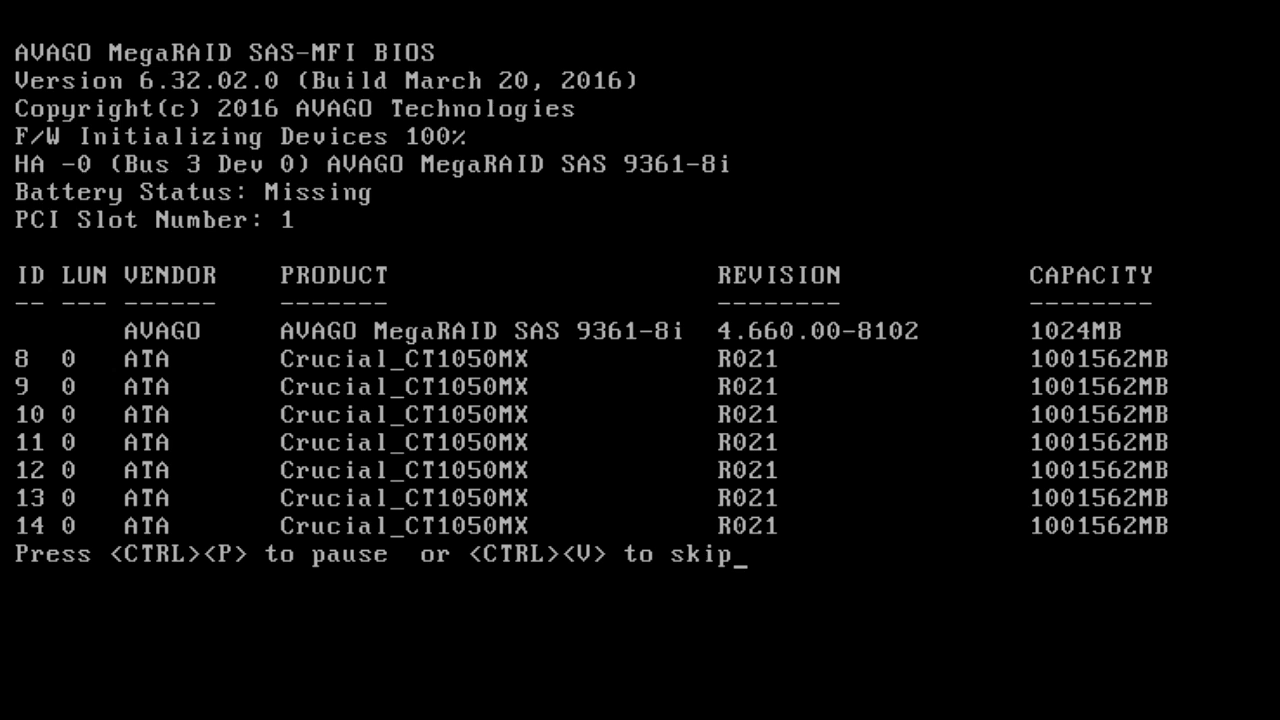 AVAGO MegaRAID SAS-MFI BIOS
Version 6.32.02.0 (Build March 20, 2016)
Copyright(c) 2016 AVAGO Technologies
F/W Initializing Devices 100%
HA -0 (Bus 3 Dev 0) AVAGO MegaRAID SAS 9361-8i
Battery Status: Missing
PCI Slot Number: 1
ID LUN VENDOR PRODUCT REVISION CAPACITY
-- --- ------ ------- -------- --------
AVAGO AVAGO MegaRAID SAS 9361-8i 4.660.00-8102 1024MB
8 0 ATA Crucial_CT1050MX R021 1001562MB
9 0 ATA Crucial_CT1050MX R021 1001562MB
10 0 ATA Crucial_CT1050MX R021 1001562MB
11 0 ATA Crucial_CT1050MX R021 1001562MB
12 0 ATA Crucial_CT1050MX R021 1001562MB
13 0 ATA Crucial_CT1050MX R021 1001562MB
14 0 ATA Crucial_CT1050MX R021 1001562MB
Press <CTRL><P> to pause or <CTRL><V> to skip_